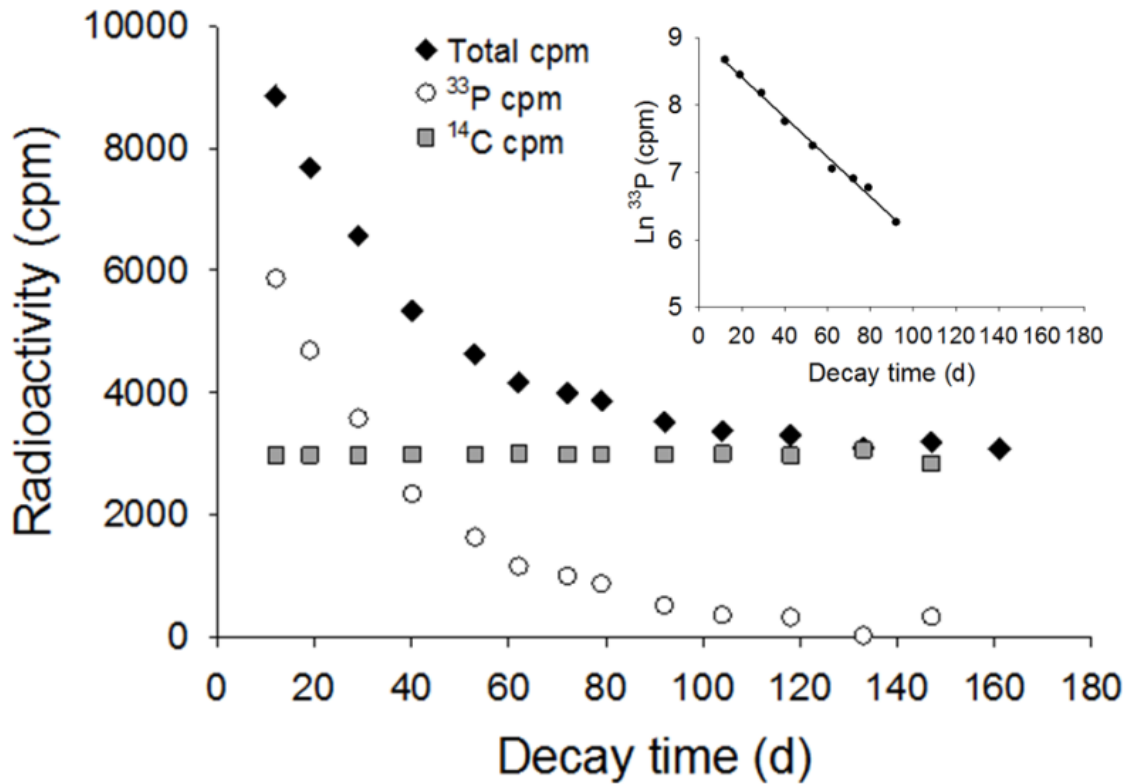 10000
8000
6000
4000
2000
0
Radioactivity (cpm)
Total cpm
³³P cpm
¹⁴C cpm
0 20 40 60 80 100 120 140 160 180
Decay time (d)
9
8
7
6
5
Ln ³³P (cpm)
0 20 40 60 80 100 120 140 160 180
Decay time (d)